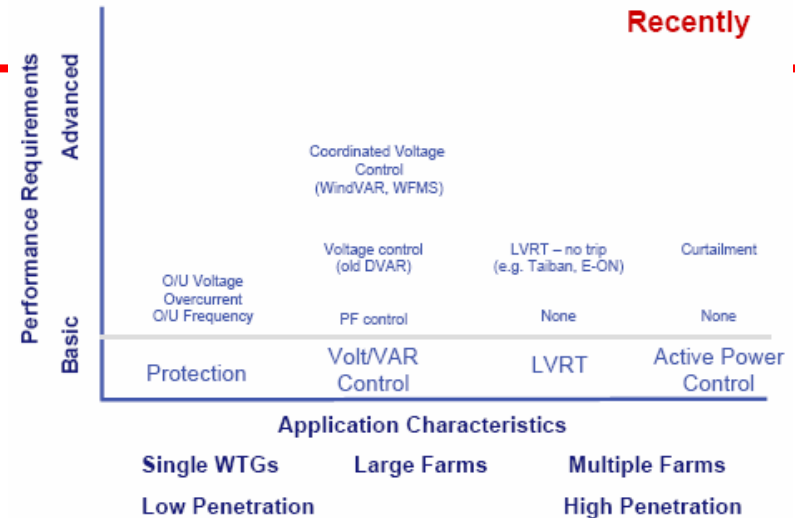 Recently
Performance Requirements
Advanced
Basic
Coordinated Voltage
Control
(WindVAR, WFMS)
Voltage control
(old DVAR)
LVRT – no trip
(e.g. Taiban, E-ON)
Curtailment
O/U Voltage
Overcurrent
O/U Frequency
PF control
None
None
Protection
Volt/VAR
Control
LVRT
Active Power
Control
Application Characteristics
Single WTGs
Large Farms
Multiple Farms
Low Penetration
High Penetration